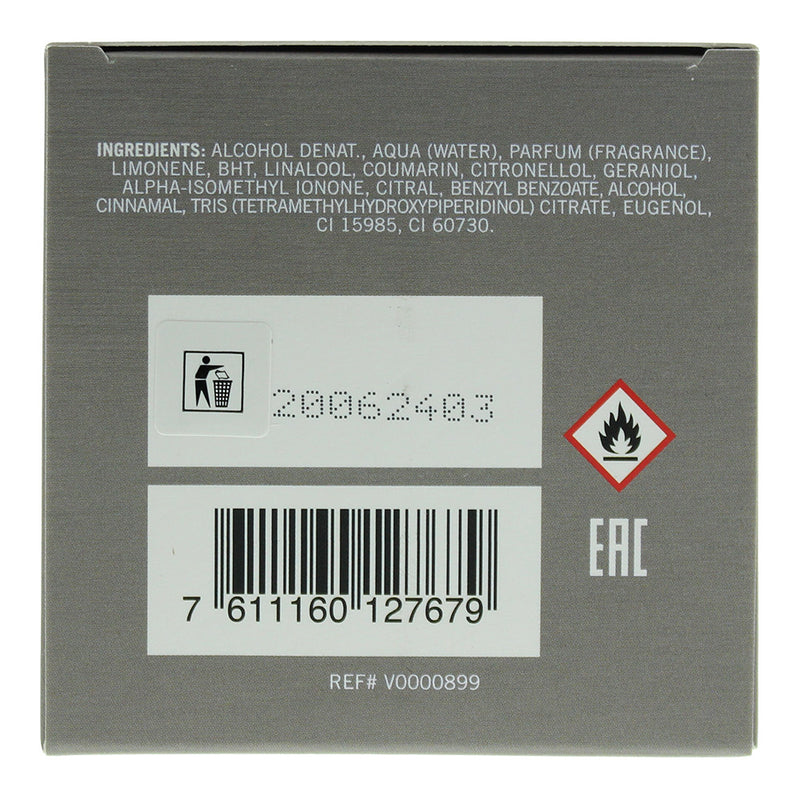 INGREDIENTS: ALCOHOL DENAT., AQUA (WATER), PARFUM (FRAGRANCE),
LIMONENE, BHT, LINALOOL, COUMARIN, CITRONELLOL, GERANIOL,
ALPHA-ISOMETHYL IONONE, CITRAL, BENZYL BENZOATE, ALCOHOL,
CINNAMAL, TRIS (TETRAMETHYLHYDROXYPIPERIDINOL) CITRATE, EUGENOL,
CI 15985, CI 60730.
20062403
EAC
7 611160 127679
REF# V0000899